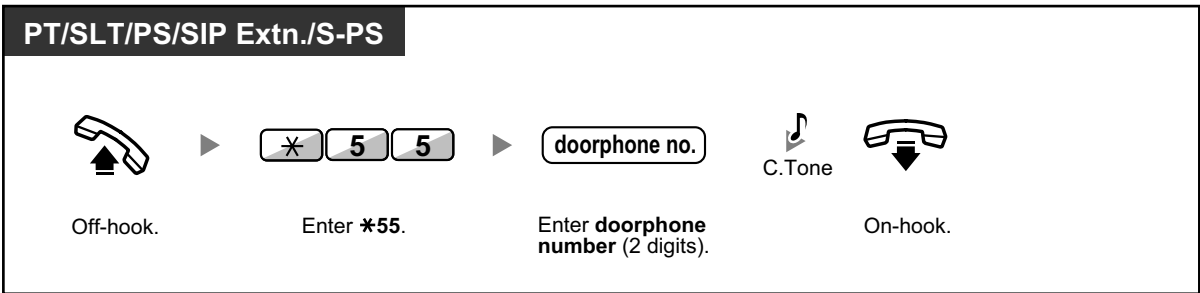 PT/SLT/PS/SIP Extn./S-PS
Off-hook.
✳ 5 5
Enter ✳55.
doorphone no.
Enter doorphone
number (2 digits).
C.Tone
On-hook.